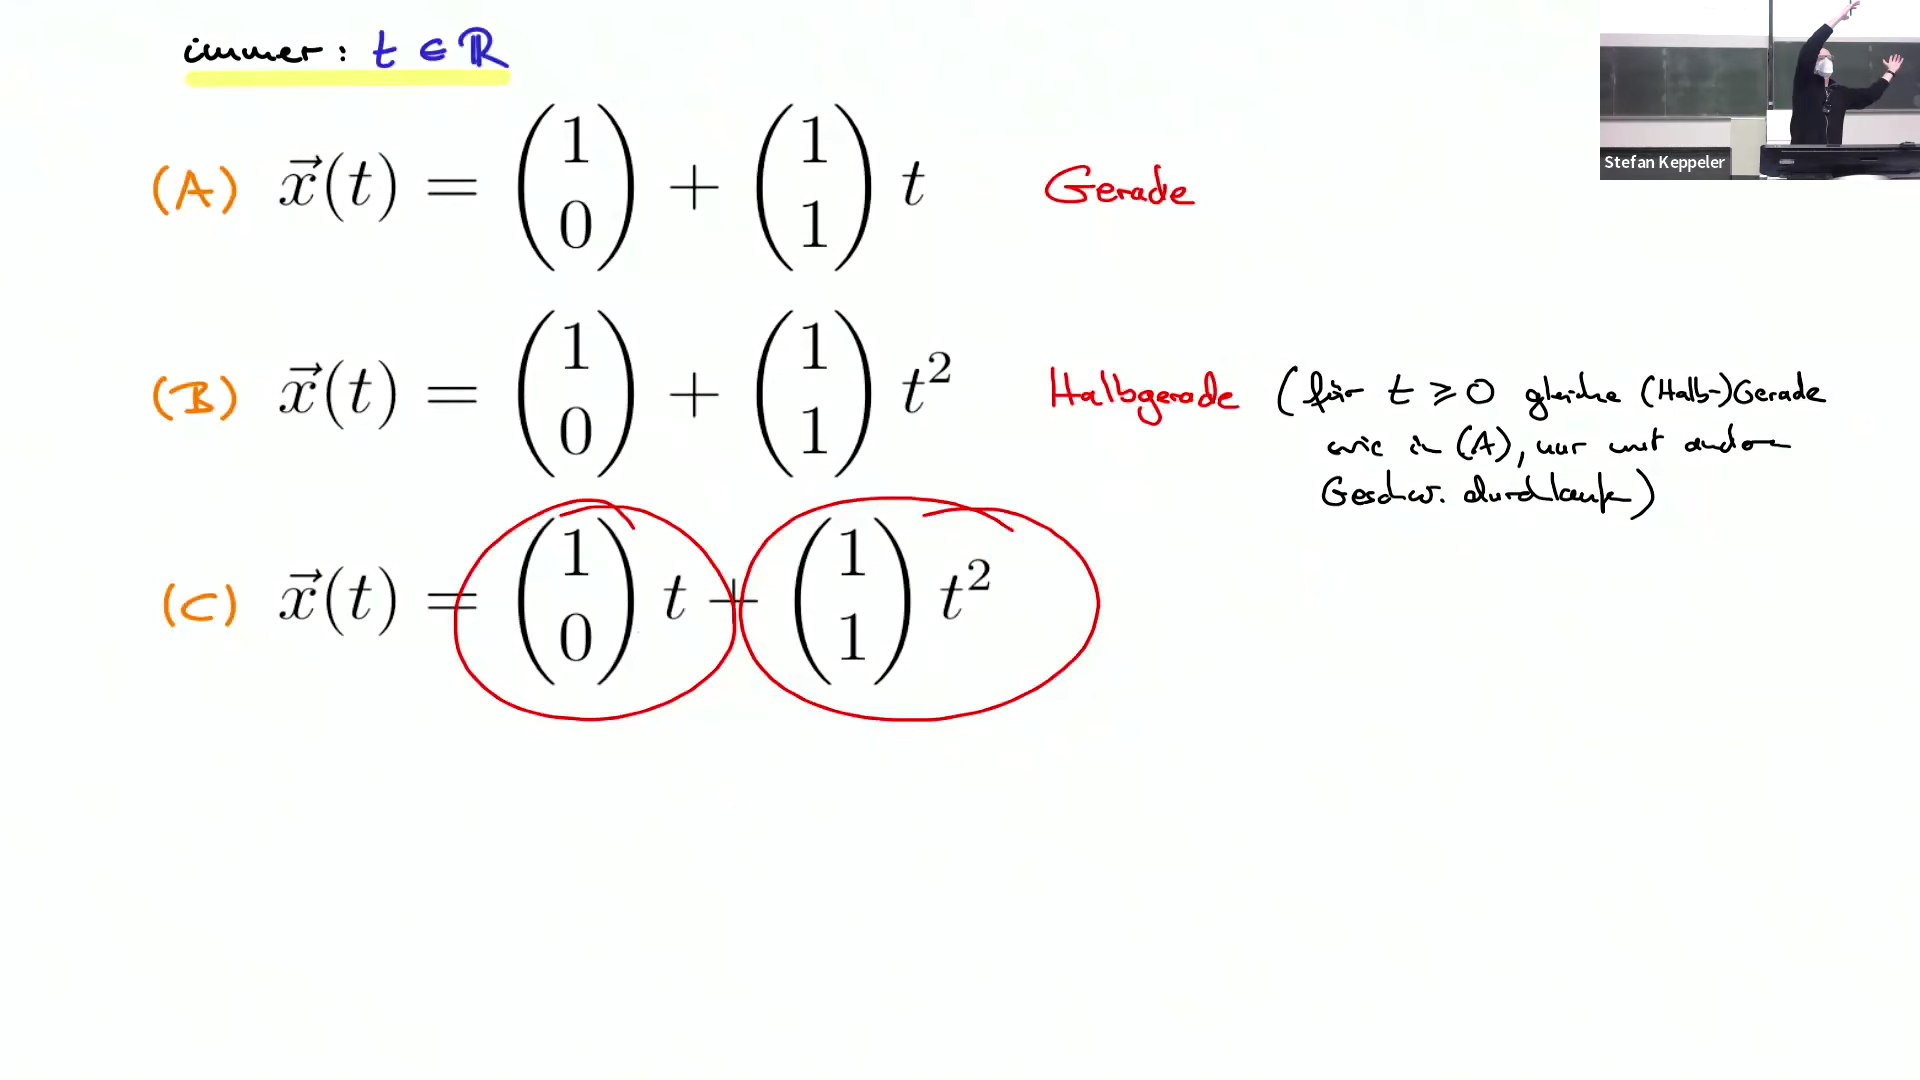 immer: t ∈ ℝ
Stefan Keppeler
(A) x⃗(t) = (1 0) + (1 1) t Gerade
(B) x⃗(t) = (1 0) + (1 1) t² Halbgerade (für t ⩾ 0 gleiche (Halb-)Gerade
wie in (A), nur mit anderer
Geschw. durchlaufen)
(C) x⃗(t) = (1 0) t + (1 1) t²